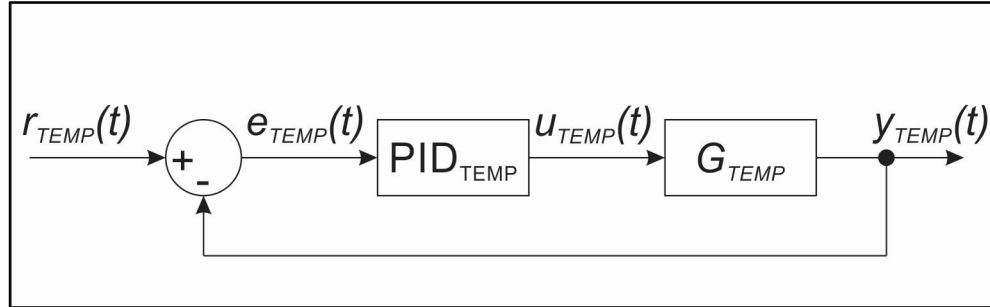 r_TEMP(t)
+
-
e_TEMP(t)
PID_TEMP
u_TEMP(t)
G_TEMP
y_TEMP(t)